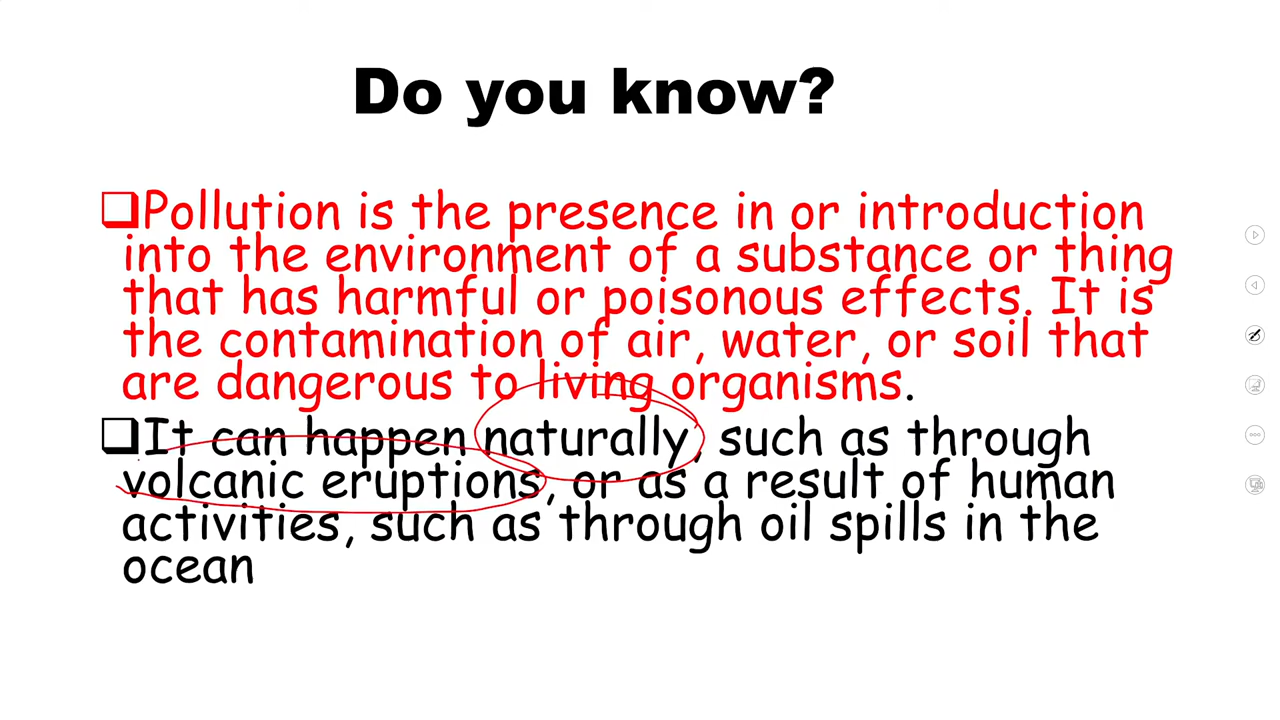 Do you know?
Pollution is the presence in or introduction
into the environment of a substance or thing
that has harmful or poisonous effects. It is
the contamination of air, water, or soil that
are dangerous to living organisms.
It can happen naturally, such as through
volcanic eruptions, or as a result of human
activities, such as through oil spills in the
ocean